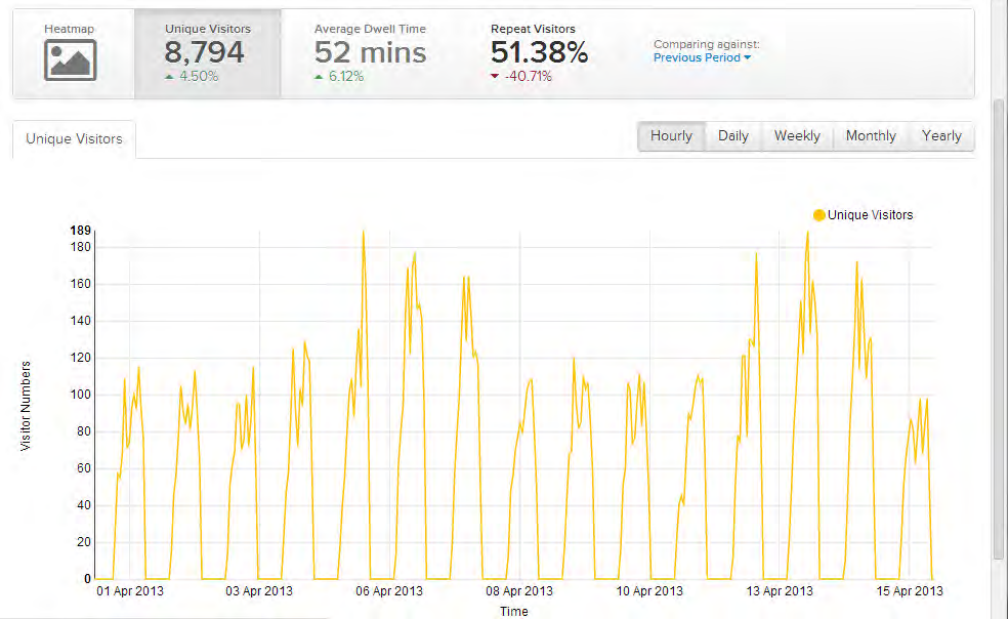 Heatmap
Unique Visitors
8,794
4.50%
Average Dwell Time
52 mins
6.12%
Repeat Visitors
51.38%
-40.71%
Comparing against:
Previous Period
Unique Visitors
Hourly Daily Weekly Monthly Yearly
Unique Visitors
189
180
160
140
120
100
80
60
40
20
0
Visitor Numbers
01 Apr 2013 03 Apr 2013 06 Apr 2013 08 Apr 2013 10 Apr 2013 13 Apr 2013 15 Apr 2013
Time